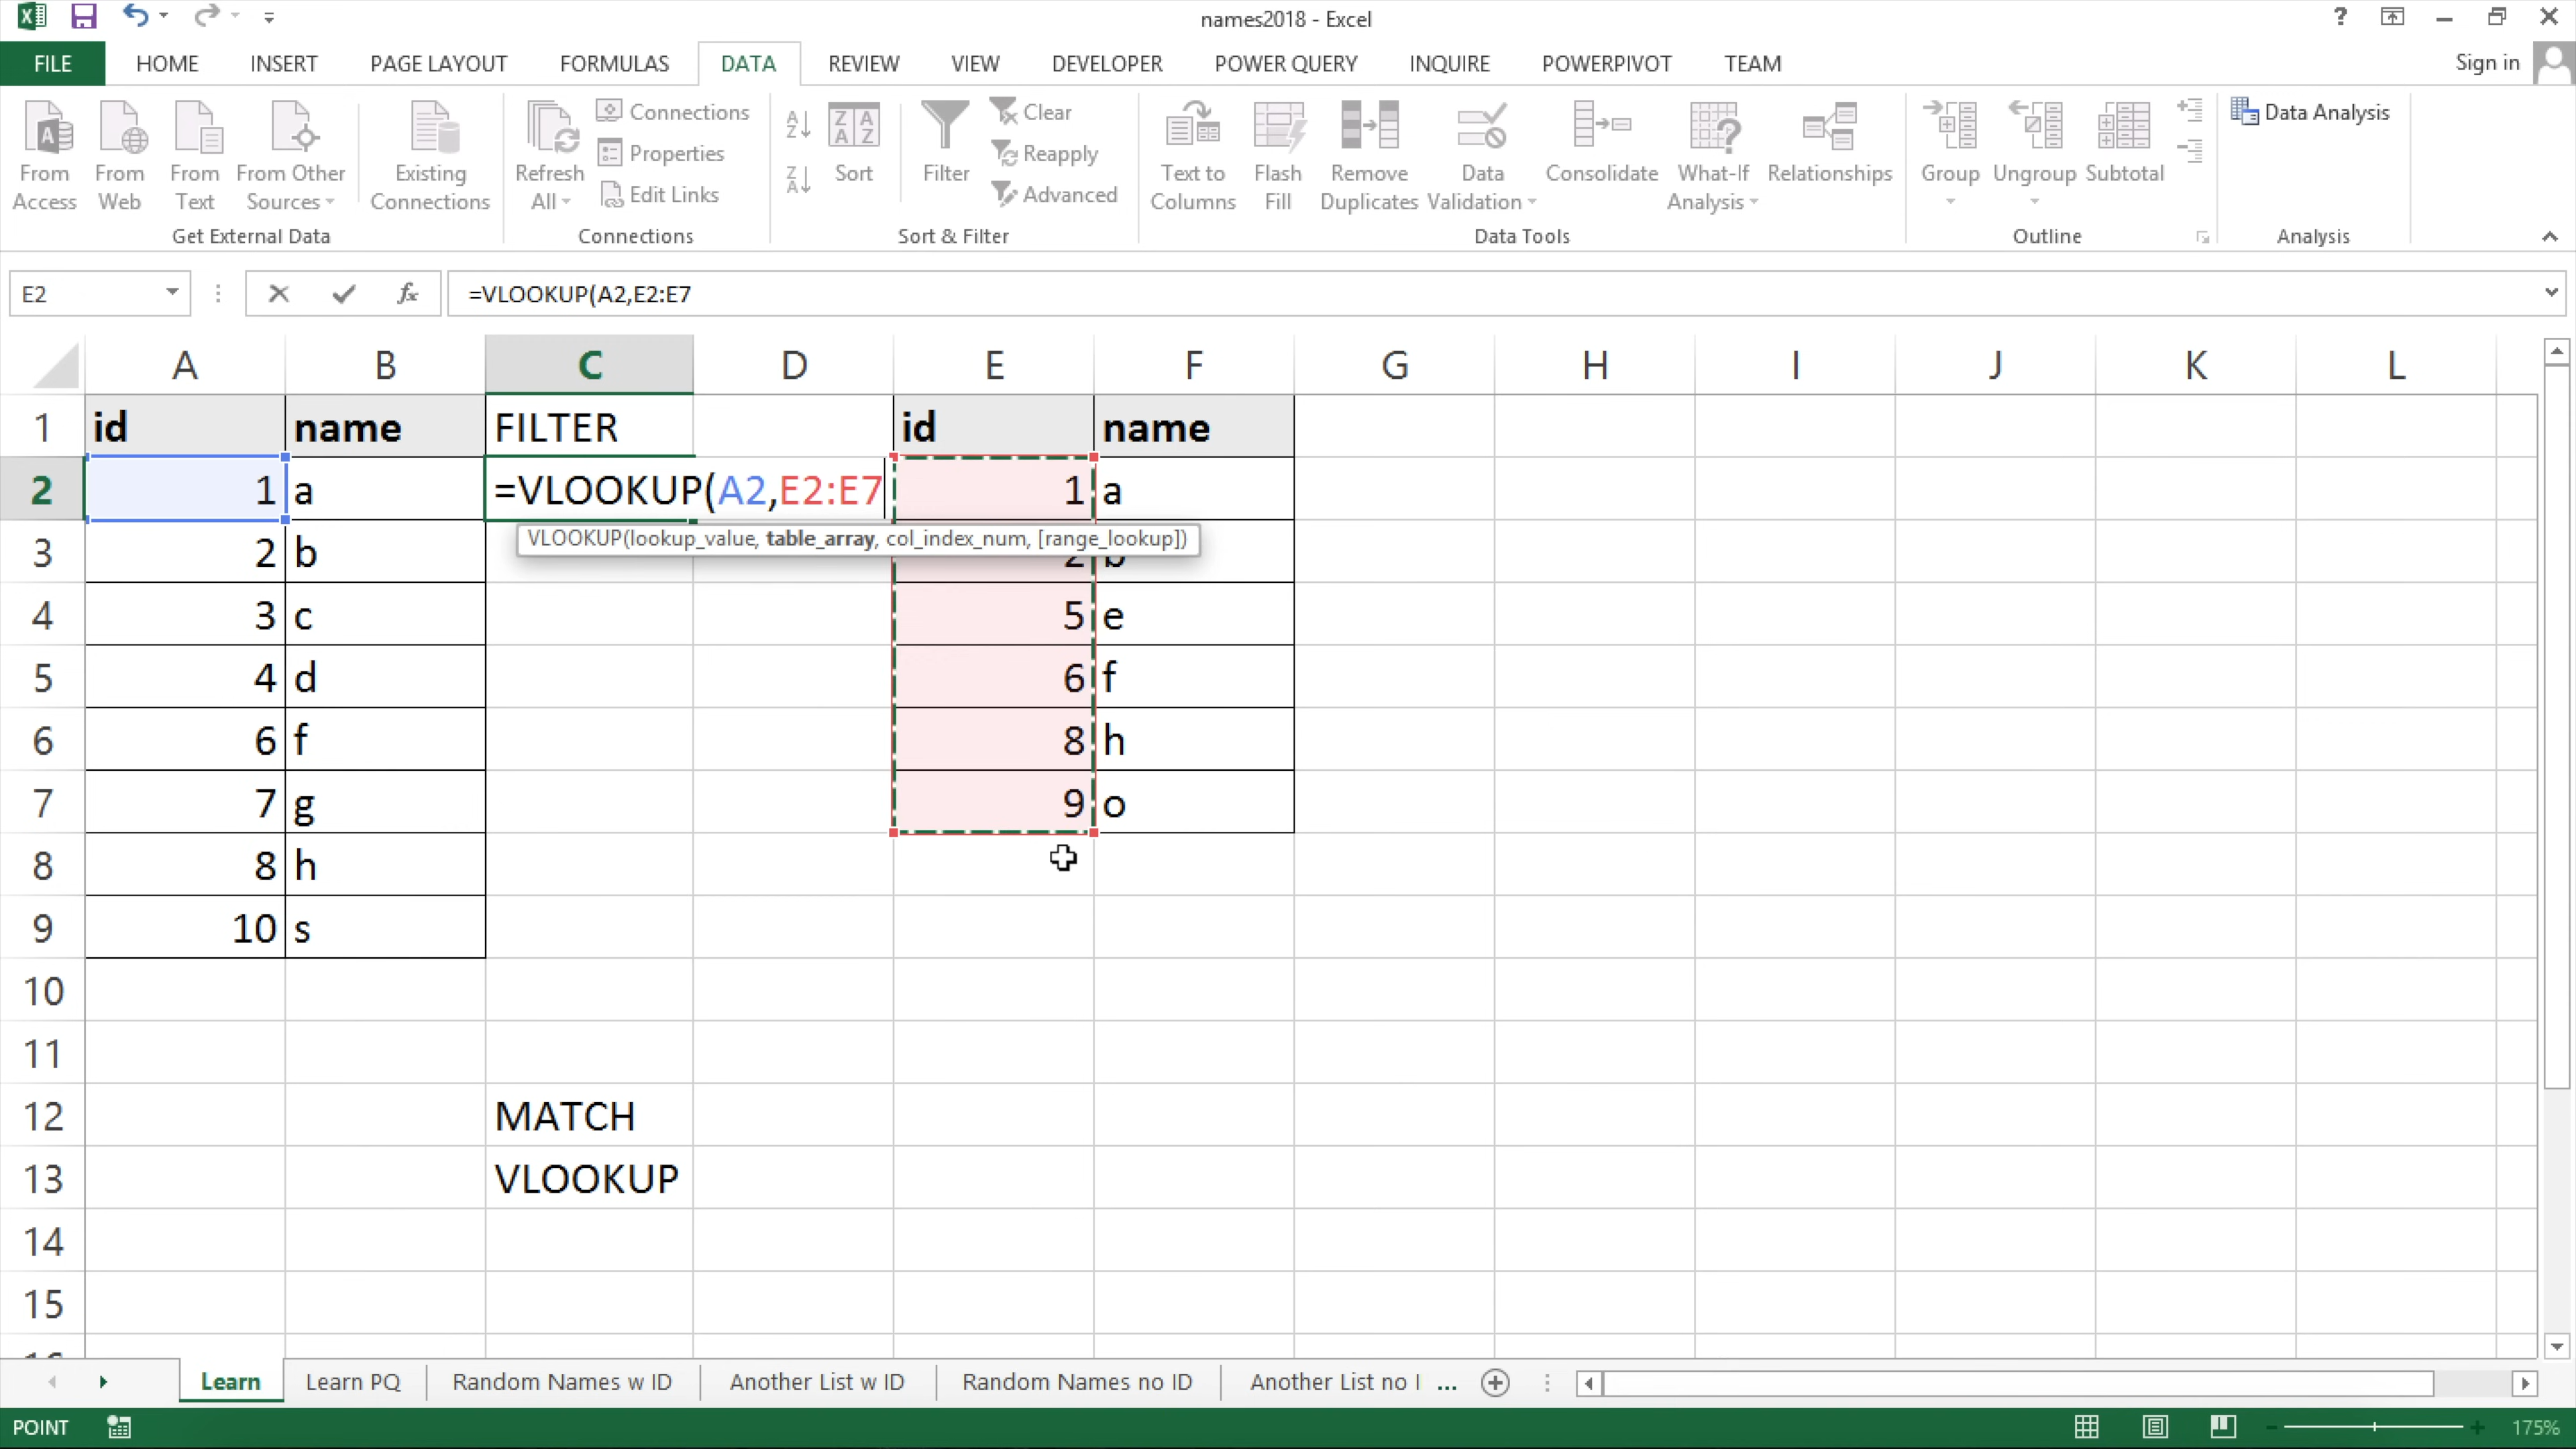 names2018 - Excel
?
FILE HOME INSERT PAGE LAYOUT FORMULAS DATA REVIEW VIEW DEVELOPER POWER QUERY INQUIRE POWERPIVOT TEAM Sign in
From Access
From Web
From Text
From Other Sources
Existing Connections
Get External Data
Refresh All
Connections
Properties
Edit Links
Connections
Sort
Filter
Clear
Reapply
Advanced
Sort & Filter
Text to Columns
Flash Fill
Remove Duplicates
Data Validation
Consolidate
What-If Analysis
Relationships
Data Tools
Group
Ungroup
Subtotal
Outline
Data Analysis
Analysis
E2 fx =VLOOKUP(A2,E2:E7
A B C D E F G H I J K L
1 id name FILTER id name
2 1 a =VLOOKUP(A2,E2:E7 1 a
VLOOKUP(lookup_value, table_array, col_index_num, [range_lookup])
3 2 b 2 b
4 3 c 5 e
5 4 d 6 f
6 6 f 8 h
7 7 g 9 o
8 8 h
9 10 s
10
11
12 MATCH
13 VLOOKUP
14
15
Learn Learn PQ Random Names w ID Another List w ID Random Names no ID Another List no I ...
POINT 175%